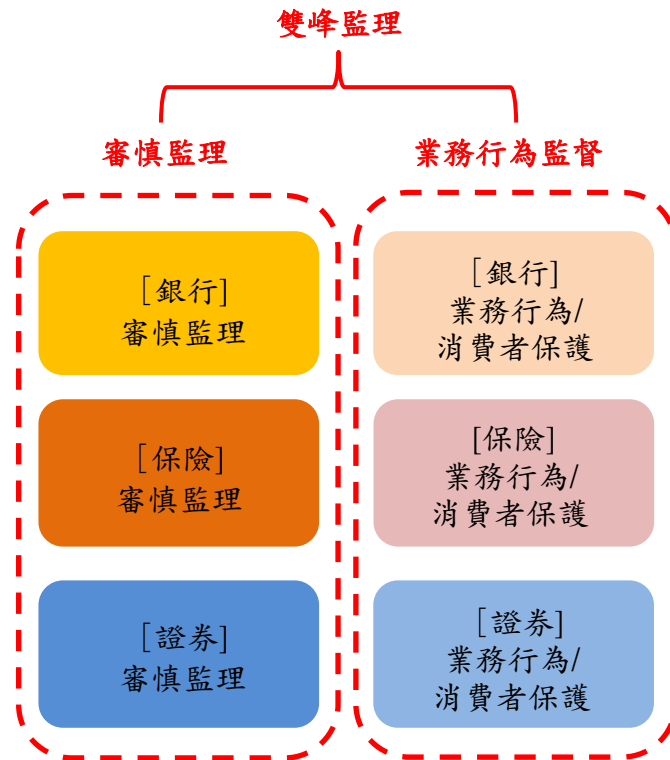 雙峰監理
審慎監理
業務行為監督
[銀行]
審慎監理
[銀行]
業務行為/
消費者保護
[保險]
審慎監理
[保險]
業務行為/
消費者保護
[證券]
審慎監理
[證券]
業務行為/
消費者保護